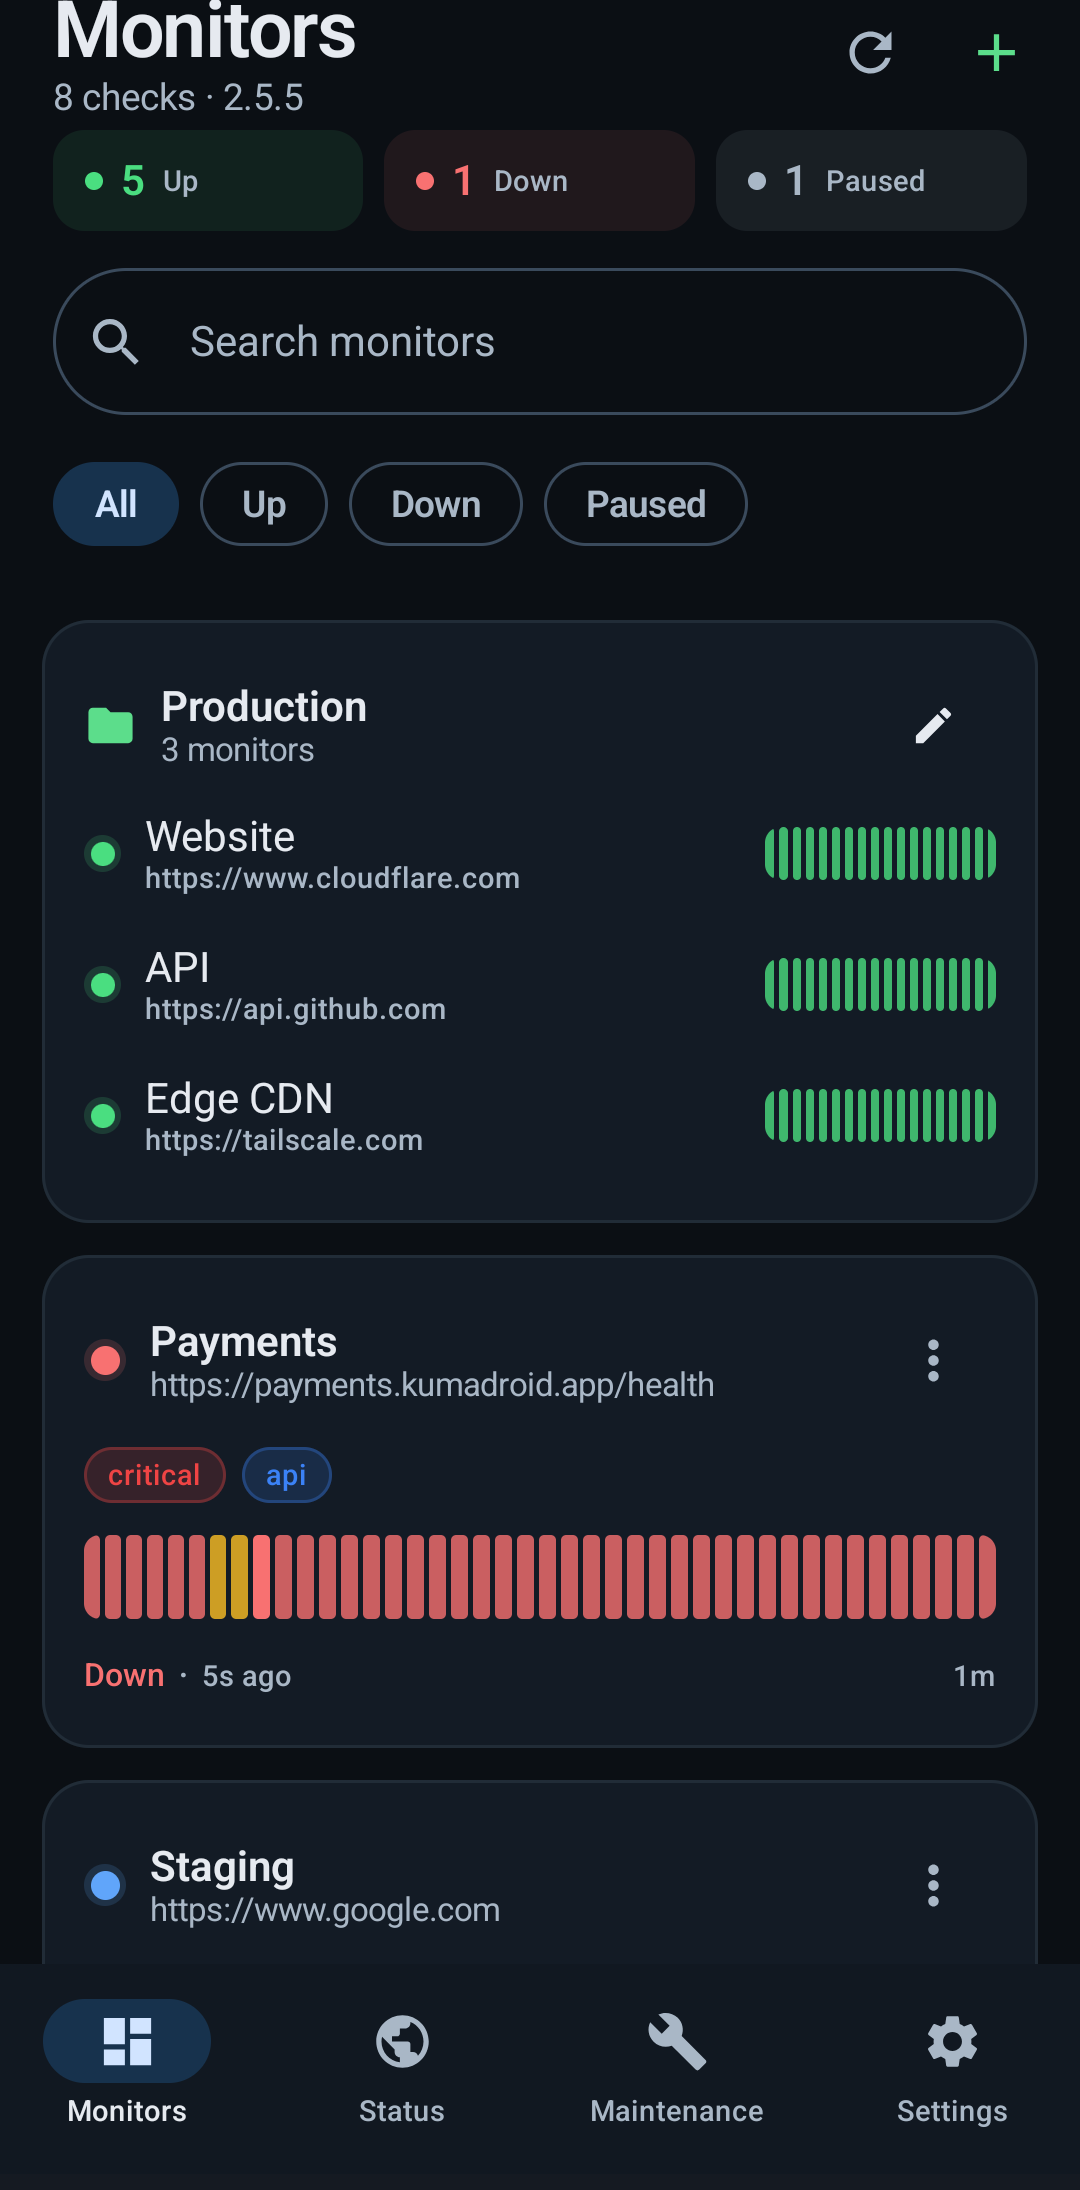 Monitors
8 checks · 2.5.5
5 Up
1 Down
1 Paused
Search monitors
All
Up
Down
Paused
Production
3 monitors
Website
https://www.cloudflare.com
API
https://api.github.com
Edge CDN
https://tailscale.com
Payments
https://payments.kumadroid.app/health
critical
api
Down · 5s ago
1m
Staging
https://www.google.com
Monitors
Status
Maintenance
Settings